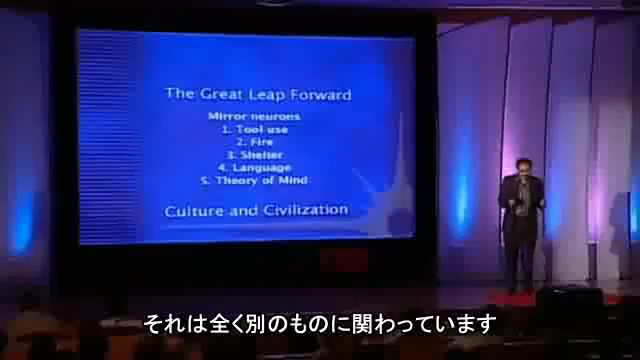 The Great Leap Forward
Mirror neurons
1. Tool use
2. Fire
3. Shelter
4. Language
5. Theory of Mind
Culture and Civilization
それは全く別のものに関わっています